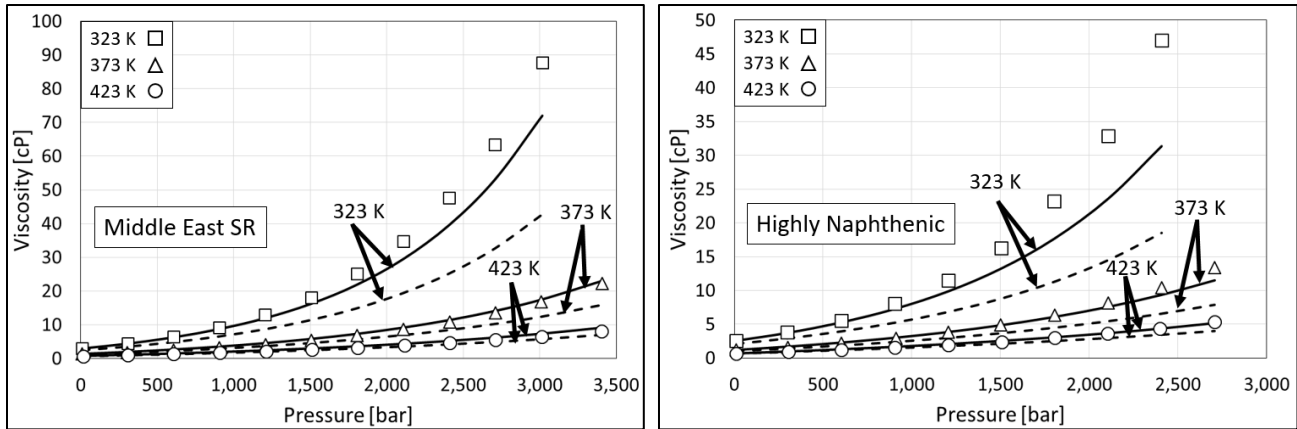 100
90
80
70
60
50
40
30
20
10
0
Viscosity [cP]
323 K
373 K
423 K
Middle East SR
323 K
373 K
423 K
0
500
1,000
1,500
2,000
2,500
3,000
3,500
Pressure [bar]
50
45
40
35
30
25
20
15
10
5
0
Viscosity [cP]
323 K
373 K
423 K
Highly Naphthenic
323 K
373 K
423 K
0
500
1,000
1,500
2,000
2,500
3,000
Pressure [bar]